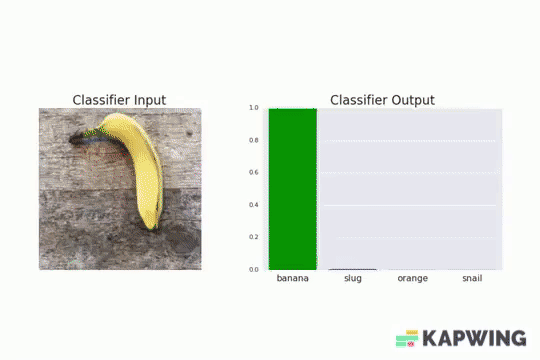 Classifier Input
Classifier Output
1.0
0.8
0.6
0.4
0.2
0.0
banana slug orange snail
KAPWING